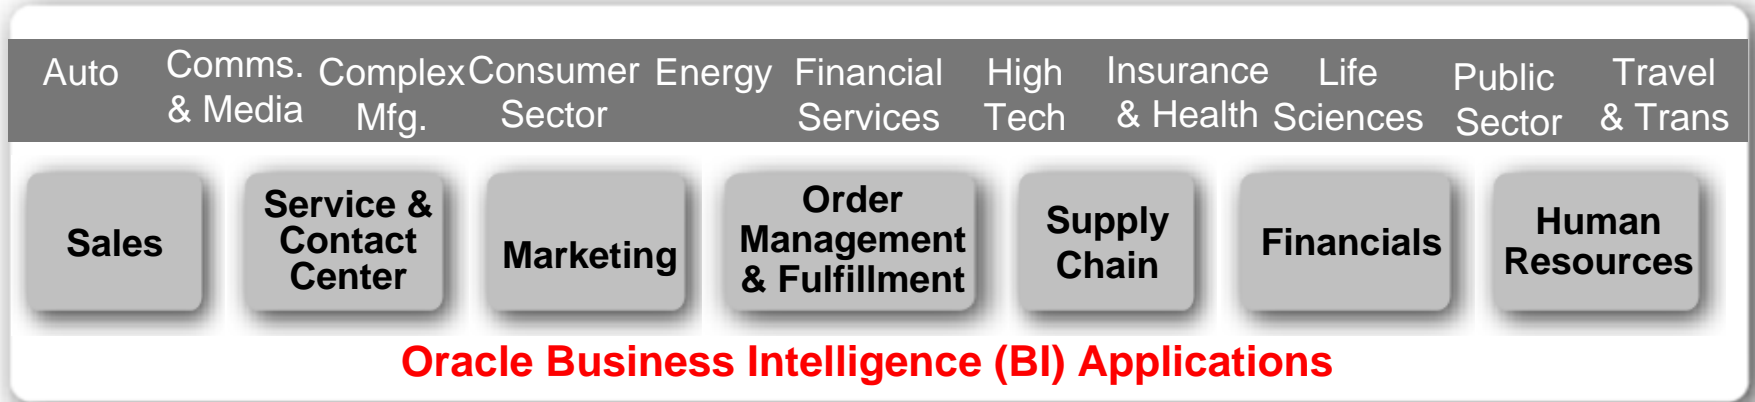 Auto
Comms.
& Media
Complex
Mfg.
Consumer
Sector
Energy
Financial
Services
High
Tech
Insurance
& Health
Life
Sciences
Public
Sector
Travel
& Trans
Sales
Service &
Contact
Center
Marketing
Order
Management
& Fulfillment
Supply
Chain
Financials
Human
Resources
Oracle Business Intelligence (BI) Applications